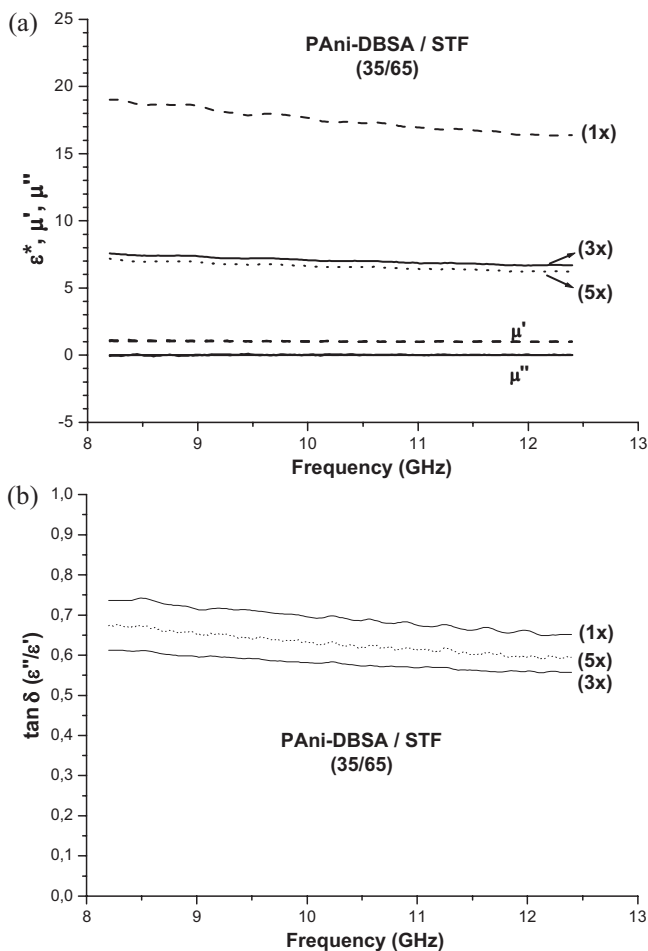 (a)
PAni-DBSA / STF
(35/65)
25
20
15
10
5
0
-5
ε*, μ', μ"
(1x)
(3x)
(5x)
μ'
μ"
8 9 10 11 12 13
Frequency (GHz)
(b)
1,0
0,9
0,8
0,7
0,6
0,5
0,4
0,3
0,2
0,1
0,0
tan δ (ε"/ε')
(1x)
(5x)
(3x)
PAni-DBSA / STF
(35/65)
8 9 10 11 12 13
Frequency (GHz)